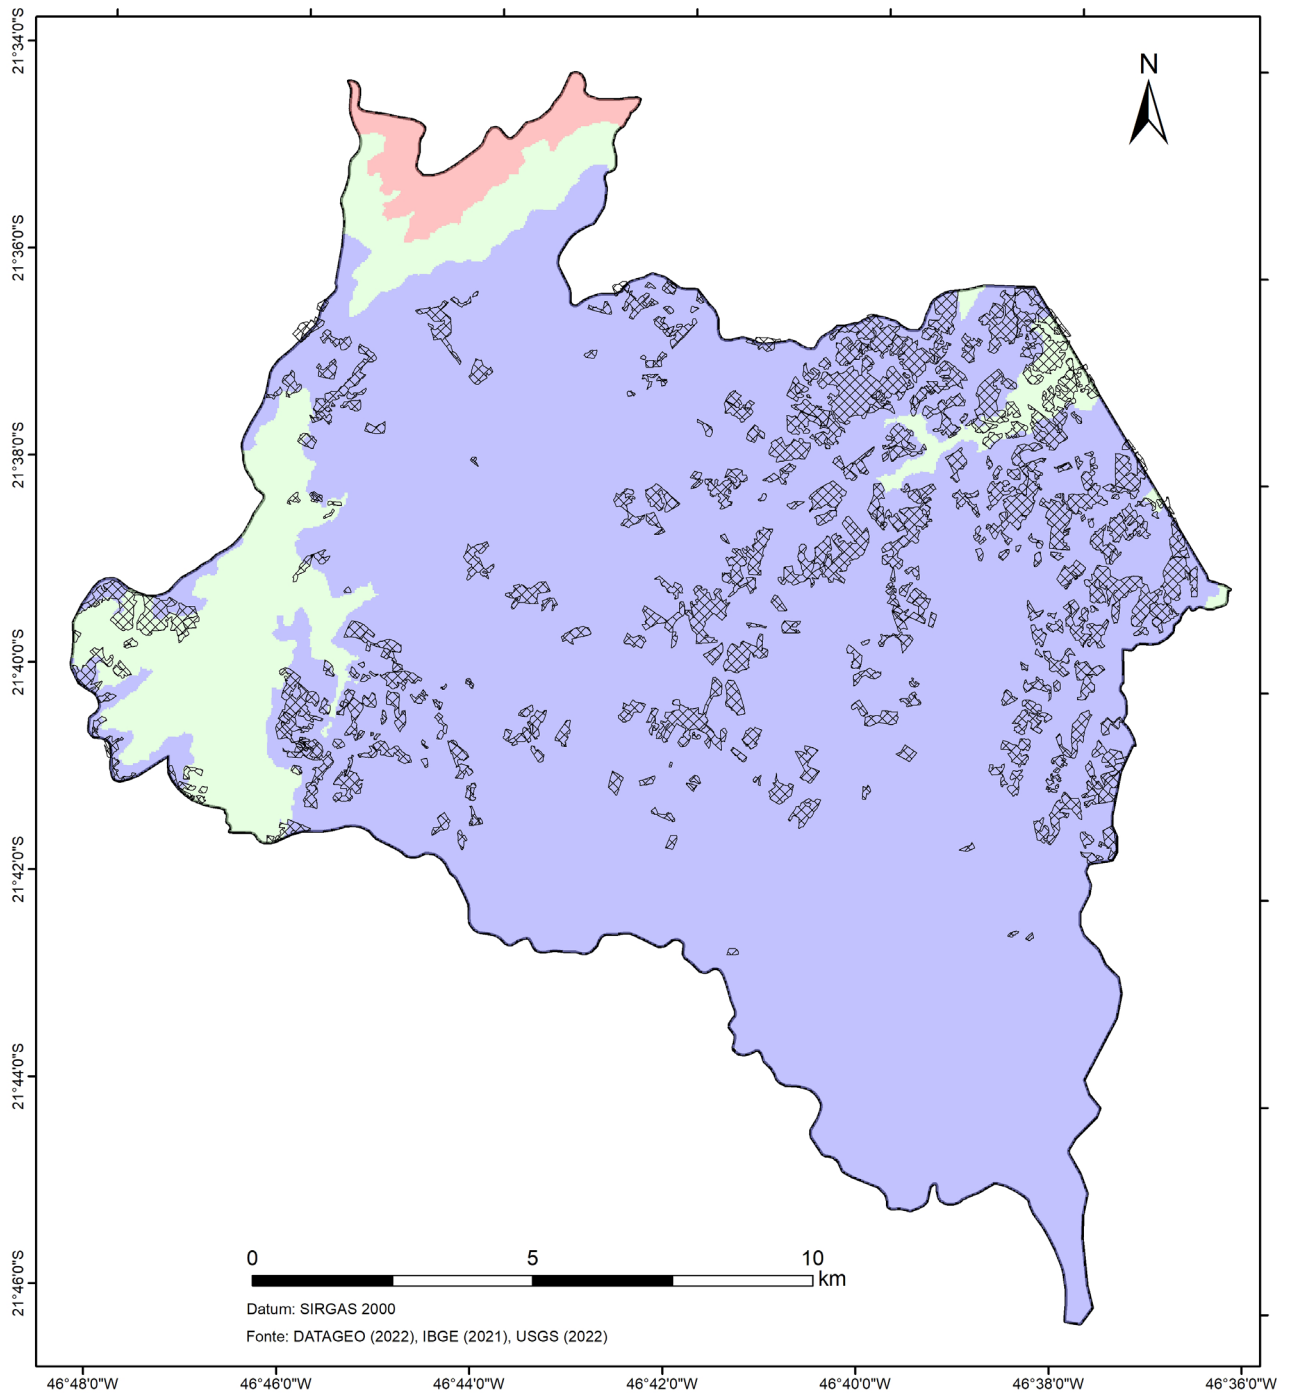 N
21°34'0"S
21°36'0"S
21°38'0"S
21°40'0"S
21°42'0"S
21°44'0"S
21°46'0"S
0 5 10
km
Datum: SIRGAS 2000
Fonte: DATAGEO (2022), IBGE (2021), USGS (2022)
46°48'0"W 46°46'0"W 46°44'0"W 46°42'0"W 46°40'0"W 46°38'0"W 46°36'0"W